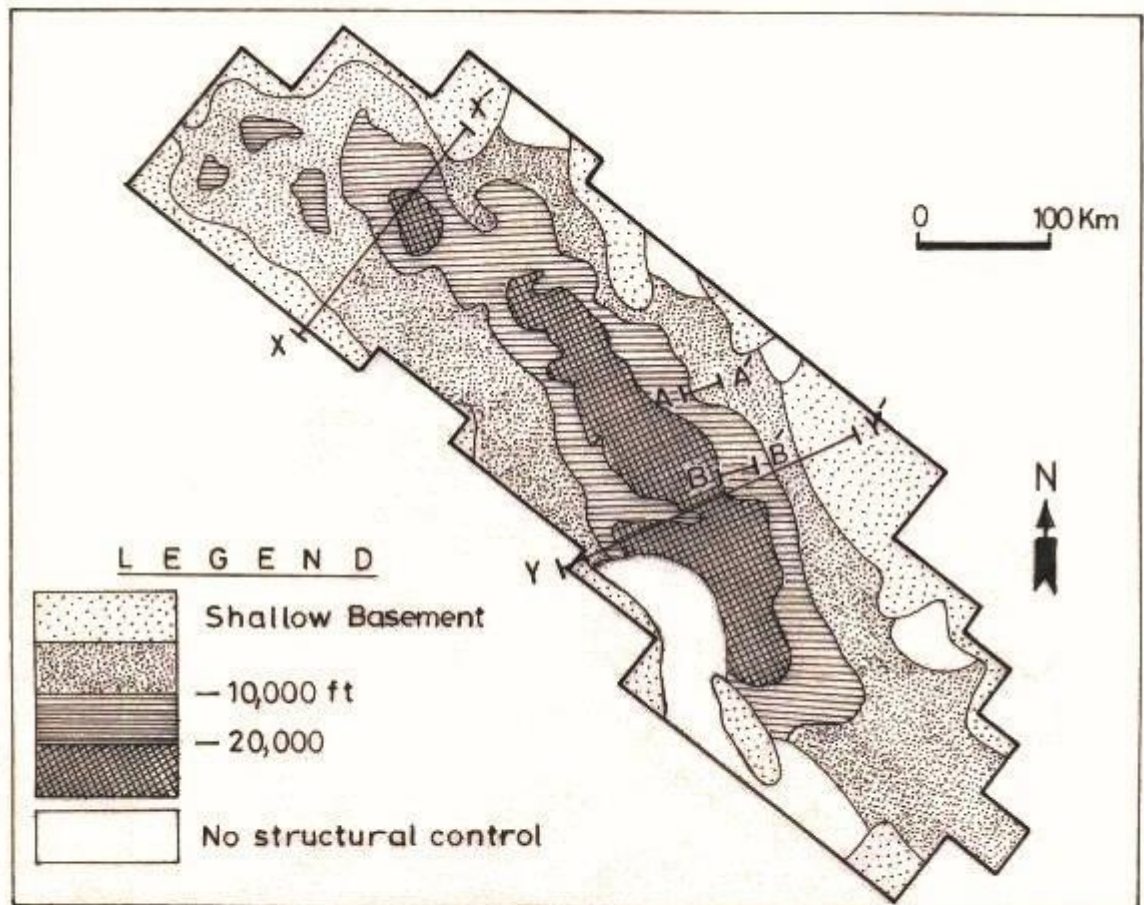 X'
0 100 Km
X
A A'
Y'
B B'
N
Y
LEGEND
Shallow Basement
– 10,000 ft
– 20,000
No structural control